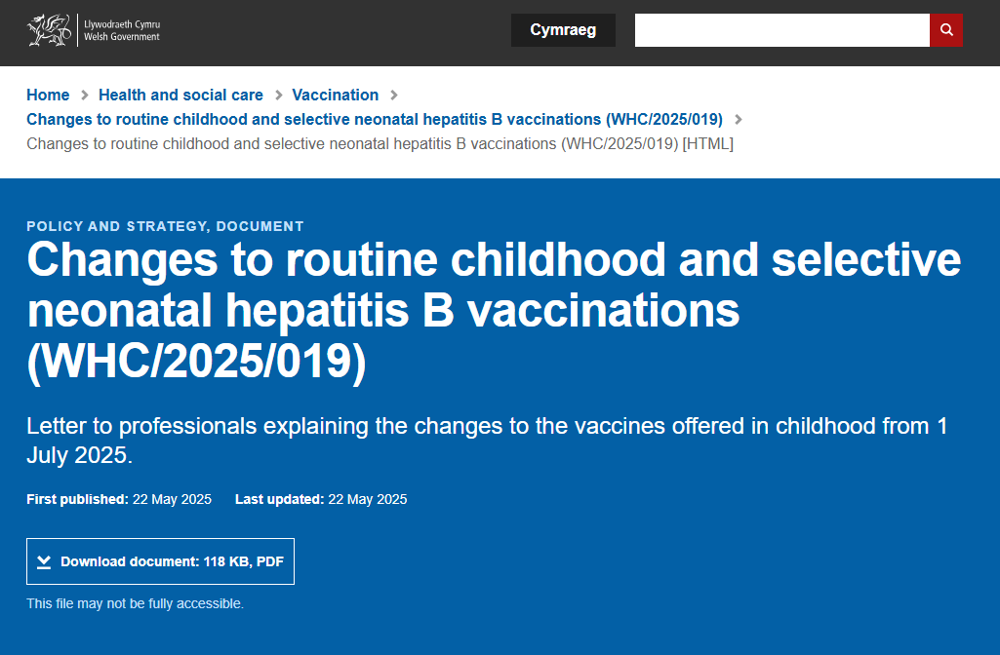 Llywodraeth Cymru
Welsh Government
Cymraeg
Home > Health and social care > Vaccination >
Changes to routine childhood and selective neonatal hepatitis B vaccinations (WHC/2025/019) >
Changes to routine childhood and selective neonatal hepatitis B vaccinations (WHC/2025/019) [HTML]
POLICY AND STRATEGY, DOCUMENT
Changes to routine childhood and selective
neonatal hepatitis B vaccinations
(WHC/2025/019)
Letter to professionals explaining the changes to the vaccines offered in childhood from 1
July 2025.
First published: 22 May 2025 Last updated: 22 May 2025
Download document: 118 KB, PDF
This file may not be fully accessible.